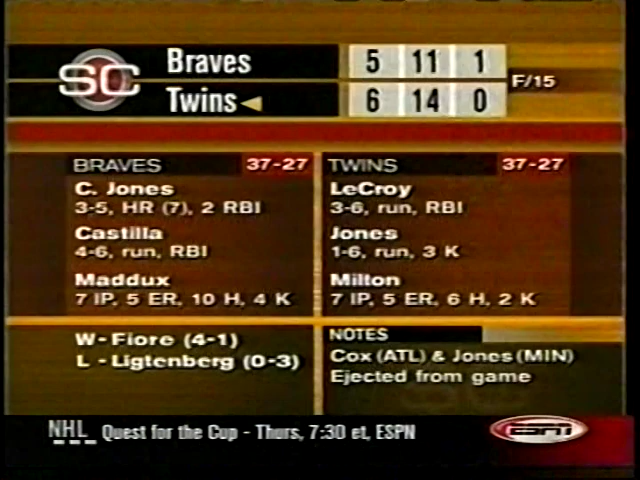 SC
Braves 5 11 1
Twins 6 14 0
F/15
BRAVES 37-27
C. Jones
3-5, HR (7), 2 RBI
Castilla
4-6, run, RBI
Maddux
7 IP, 5 ER, 10 H, 4 K
TWINS 37-27
LeCroy
3-6, run, RBI
Jones
1-6, run, 3 K
Milton
7 IP, 5 ER, 6 H, 2 K
W-Fiore (4-1)
L -Ligtenberg (0-3)
NOTES
Cox (ATL) & Jones (MIN)
Ejected from game
NHL Quest for the Cup - Thurs, 7:30 et, ESPN
ESPN